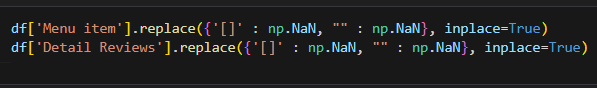 df['Menu item'].replace({'[]' : np.NaN, "" : np.NaN}, inplace=True)
df['Detail Reviews'].replace({'[]' : np.NaN, "" : np.NaN}, inplace=True)